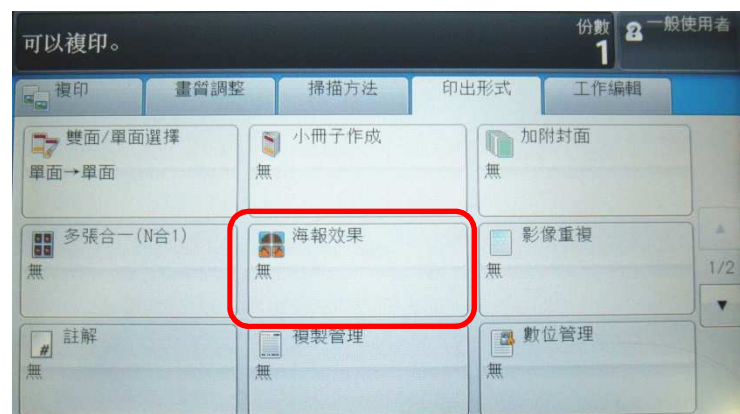 可以複印。
份數
1
一般使用者
複印
畫質調整
掃描方法
印出形式
工作編輯
雙面/單面選擇
單面→單面
小冊子作成
無
加附封面
無
多張合一(N合1)
無
海報效果
無
影像重複
無
1/2
註解
無
複製管理
無
數位管理
無